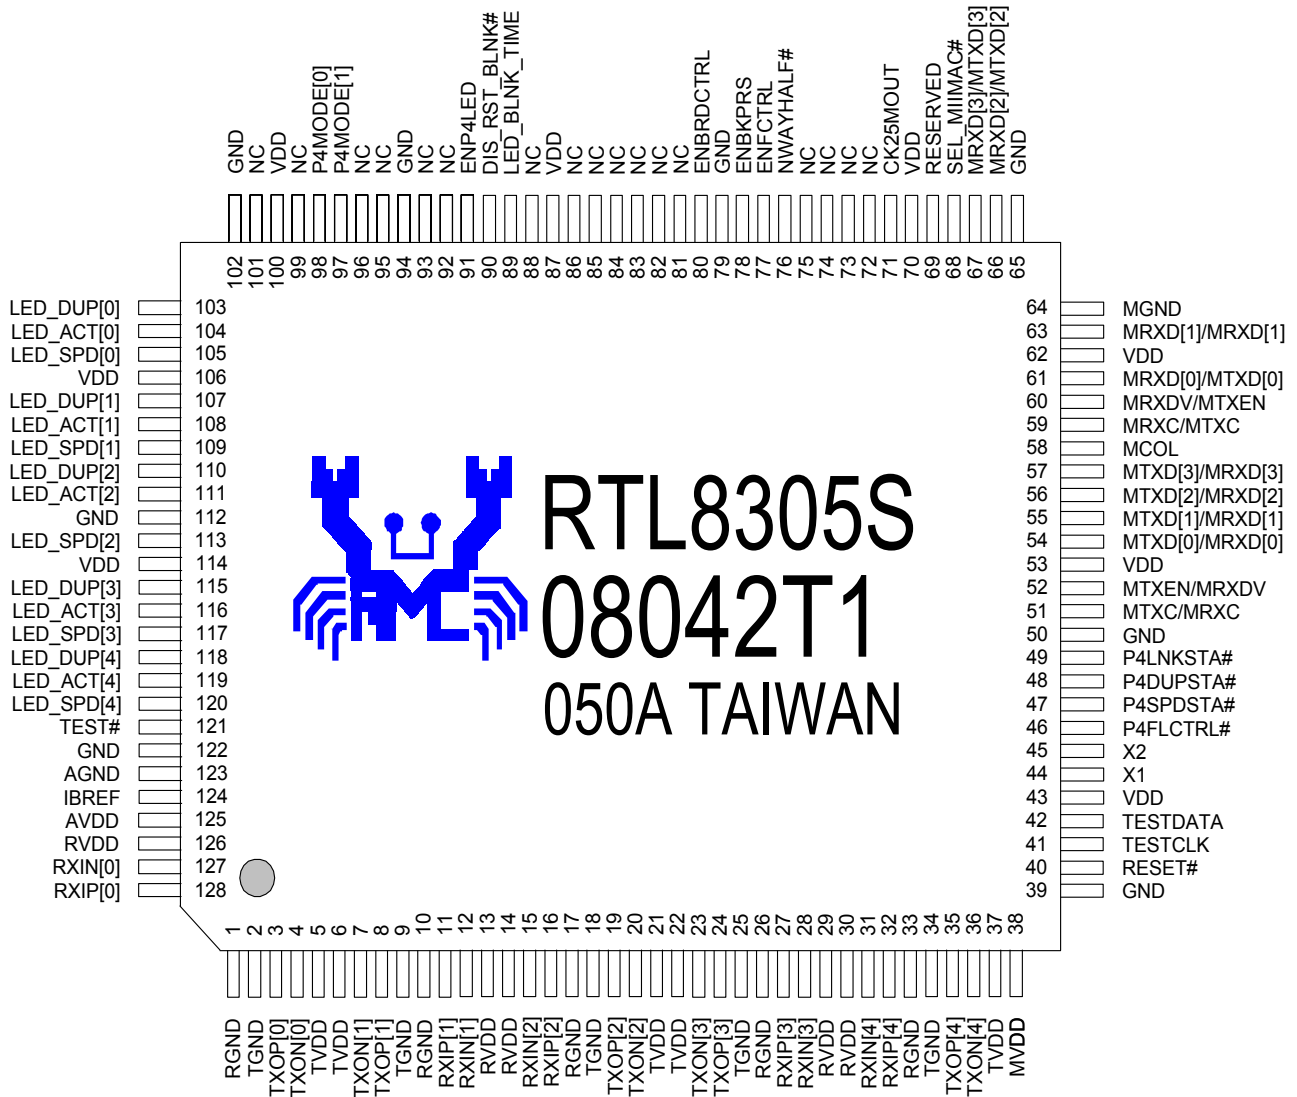 GND
NC
VDD
NC
P4MODE[0]
P4MODE[1]
NC
NC
GND
NC
NC
ENP4LED
DIS_RST_BLNK#
LED_BLNK_TIME
NC
VDD
NC
NC
NC
NC
NC
NC
ENBRDCTRL
GND
ENBKPRS
ENFCTRL
NWAYHALF#
NC
NC
NC
NC
CK25MOUT
VDD
RESERVED
SEL_MIIMAC#
MRXD[3]/MTXD[3]
MRXD[2]/MTXD[2]
GND
102 101 100 99 98 97 96 95 94 93 92 91 90 89 88 87 86 85 84 83 82 81 80 79 78 77 76 75 74 73 72 71 70 69 68 67 66 65
LED_DUP[0] 103
LED_ACT[0] 104
LED_SPD[0] 105
VDD 106
LED_DUP[1] 107
LED_ACT[1] 108
LED_SPD[1] 109
LED_DUP[2] 110
LED_ACT[2] 111
GND 112
LED_SPD[2] 113
VDD 114
LED_DUP[3] 115
LED_ACT[3] 116
LED_SPD[3] 117
LED_DUP[4] 118
LED_ACT[4] 119
LED_SPD[4] 120
TEST# 121
GND 122
AGND 123
IBREF 124
AVDD 125
RVDD 126
RXIN[0] 127
RXIP[0] 128
RTL8305S
08042T1
050A TAIWAN
64 MGND
63 MRXD[1]/MRXD[1]
62 VDD
61 MRXD[0]/MTXD[0]
60 MRXDV/MTXEN
59 MRXC/MTXC
58 MCOL
57 MTXD[3]/MRXD[3]
56 MTXD[2]/MRXD[2]
55 MTXD[1]/MRXD[1]
54 MTXD[0]/MRXD[0]
53 VDD
52 MTXEN/MRXDV
51 MTXC/MRXC
50 GND
49 P4LNKSTA#
48 P4DUPSTA#
47 P4SPDSTA#
46 P4FLCTRL#
45 X2
44 X1
43 VDD
42 TESTDATA
41 TESTCLK
40 RESET#
39 GND
1 2 3 4 5 6 7 8 9 10 11 12 13 14 15 16 17 18 19 20 21 22 23 24 25 26 27 28 29 30 31 32 33 34 35 36 37 38
RGND
TGND
TXOP[0]
TXON[0]
TVDD
TVDD
TXON[1]
TXOP[1]
TGND
RGND
RXIP[1]
RXIN[1]
RVDD
RVDD
RXIN[2]
RXIP[2]
RGND
TGND
TXOP[2]
TXON[2]
TVDD
TVDD
TXON[3]
TXOP[3]
TGND
RGND
RXIP[3]
RXIN[3]
RVDD
RVDD
RXIN[4]
RXIP[4]
RGND
TGND
TXOP[4]
TXON[4]
TVDD
MVDD